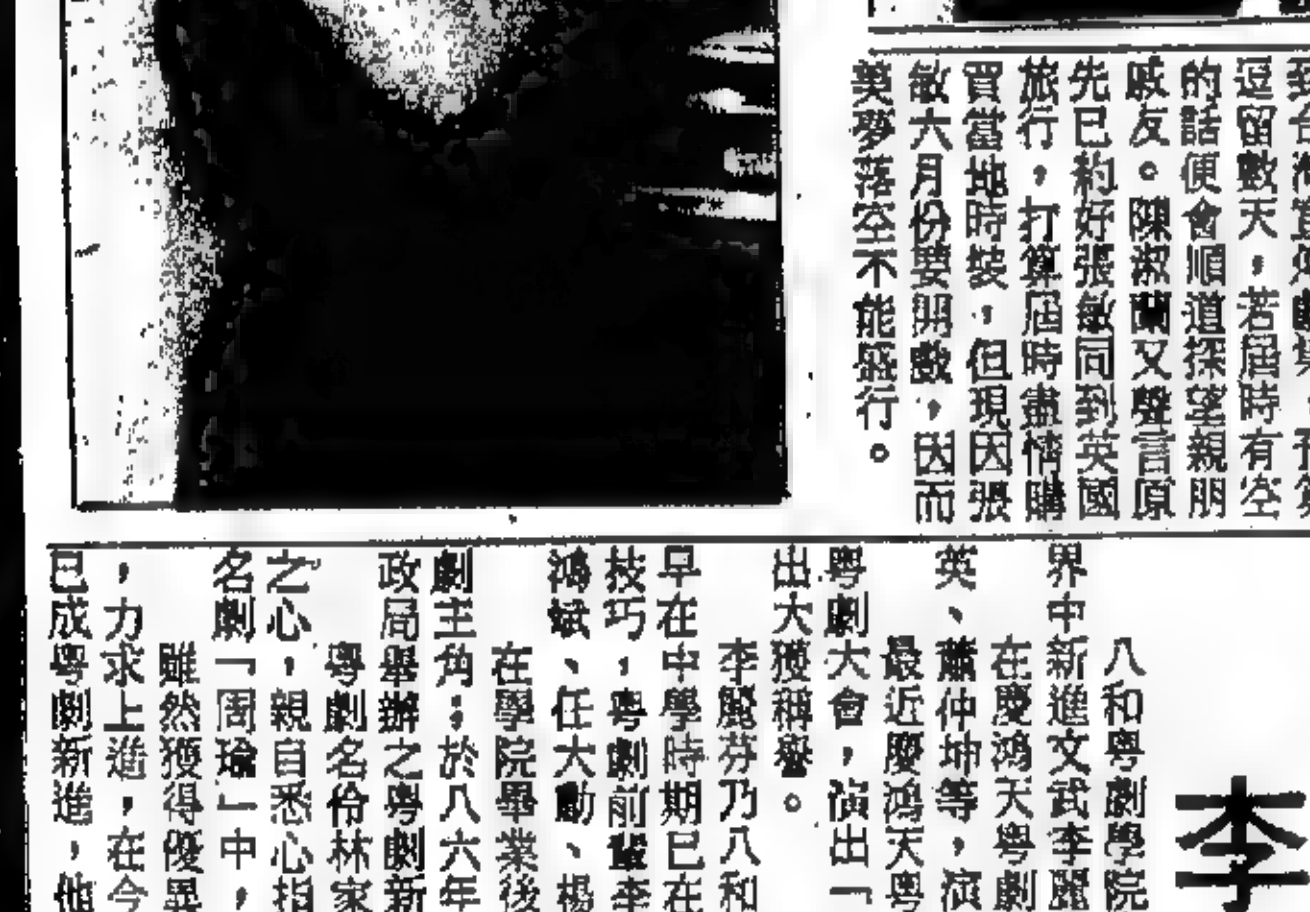 逗留數天，若屆時有空
的話便會順道探望親朋
戚友。陳淑蘭又聲言原
先已約好張敏同到英國
旅行，打算屆時盡情購
買當地時裝，但現因張
敏六月份要開戲，因而
美夢落空不能盛行。
李
八和粵劇學院
界中新進文武李麗
在慶鴻天粵劇
英、蕭仲坤等，演
最近慶鴻天粵
粵劇大會，演出「
出大獲稱譽。
李麗芬乃八和
早在中學時期已在
技巧，粵劇前輩李
鴻斌、任大勳、楊
在學院畢業後
劇主角；於八六年
政局舉辦之粵劇新
粵劇名伶林家
之心，親自悉心指
名劇「周瑜」中，
雖然獲得優異
，力求上進，在今
已成粵劇新進，他